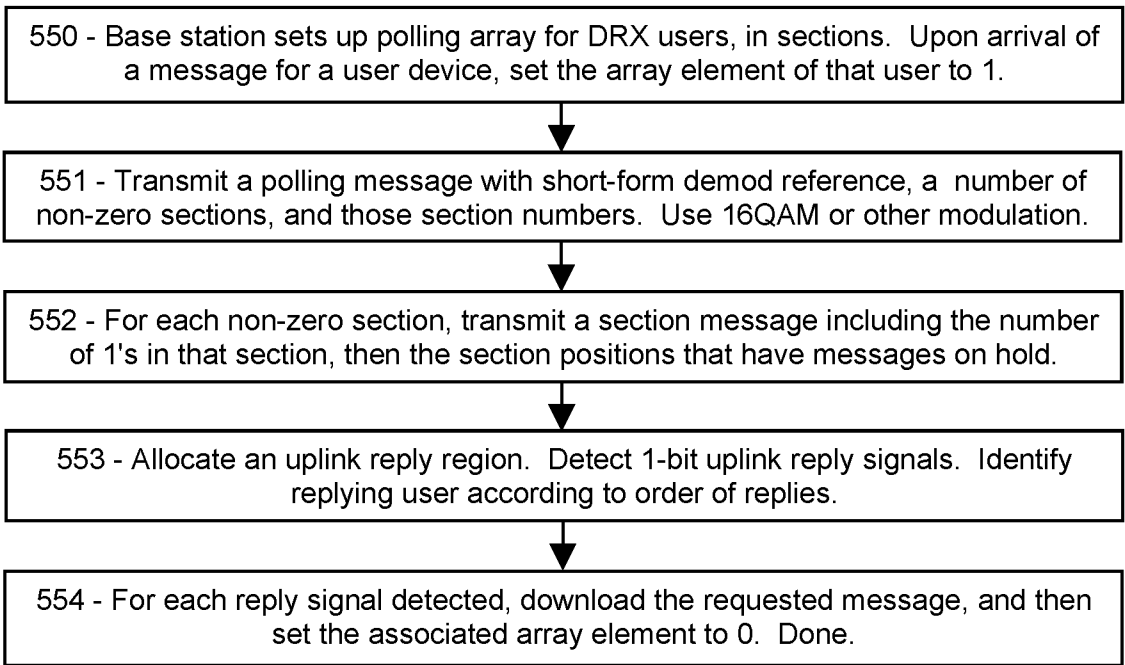 550 - Base station sets up polling array for DRX users, in sections.  Upon arrival of
a message for a user device, set the array element of that user to 1.
551 - Transmit a polling message with short-form demod reference, a  number of
non-zero sections, and those section numbers.  Use 16QAM or other modulation.
552 - For each non-zero section, transmit a section message including the number
of 1's in that section, then the section positions that have messages on hold.
553 - Allocate an uplink reply region.  Detect 1-bit uplink reply signals.  Identify
replying user according to order of replies.
554 - For each reply signal detected, download the requested message, and then
set the associated array element to 0.  Done.